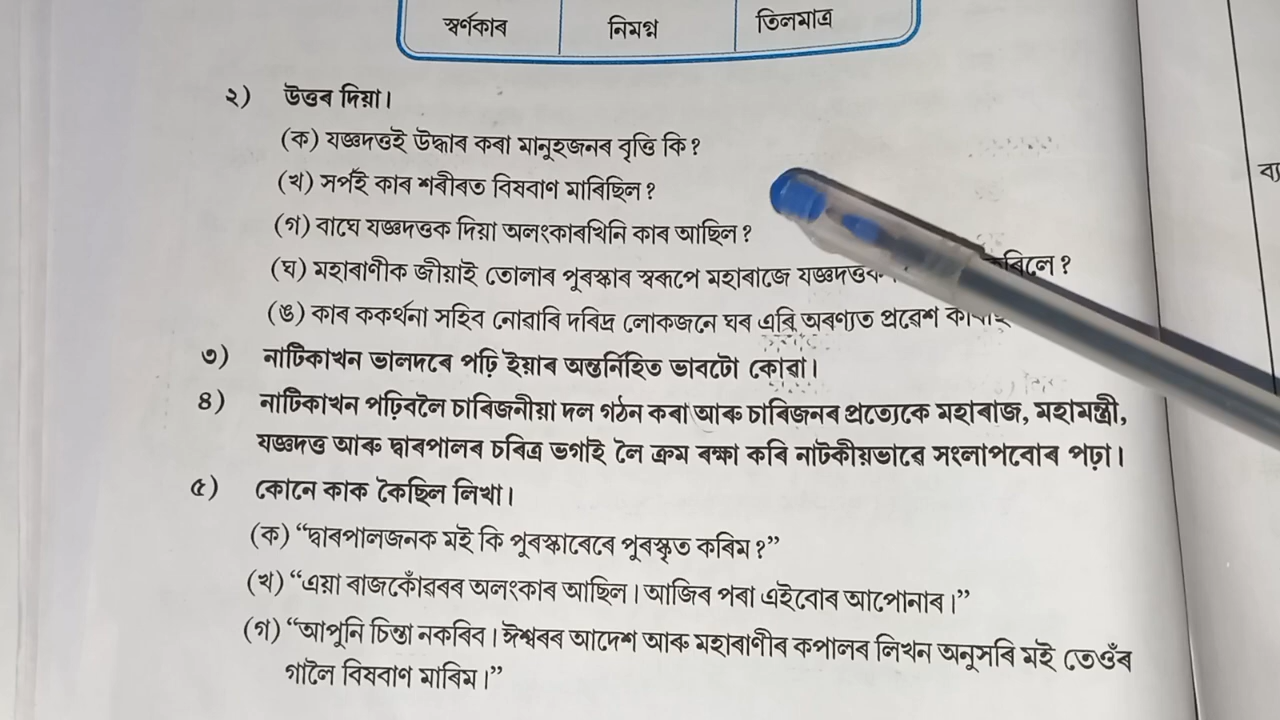 স্বৰ্ণকাৰ নিমগ্ন তিলমাত্ৰ
২) উত্তৰ দিয়া।
(ক) যজ্ঞদত্তই উদ্ধাৰ কৰা মানুহজনৰ বৃত্তি কি?
(খ) সৰ্পই কাৰ শৰীৰত বিষবাণ মাৰিছিল?
(গ) বাঘে যজ্ঞদত্তক দিয়া অলংকাৰখিনি কাৰ আছিল?
(ঘ) মহাৰাণীক জীয়াই তোলাৰ পুৰস্কাৰ স্বৰূপে মহাৰাজে
(ঙ) কাৰ ককৰ্থনা সহিব নোৱাৰি দৰিদ্ৰ লোকজনে ঘৰ এৰি অৰণ্যত প্ৰৱেশ
৩) নাটিকাখন ভালদৰে পঢ়ি ইয়াৰ অন্তৰ্নিহিত ভাবটো কোৱা।
৪) নাটিকাখন পঢ়িবলৈ চাৰিজনীয়া দল গঠন কৰা আৰু চাৰিজনৰ প্ৰত্যেকে মহাৰাজ, মহামন্ত্ৰী,
যজ্ঞদত্ত আৰু দ্বাৰপালৰ চৰিত্ৰ ভগাই লৈ ক্ৰম ৰক্ষা কৰি নাটকীয়ভাৱে সংলাপবোৰ পঢ়া।
৫) কোনে কাক কৈছিল লিখা।
(ক) “দ্বাৰপালজনক মই কি পুৰস্কাৰেৰে পুৰস্কৃত কৰিম?”
(খ) “এয়া ৰাজকোঁৱৰৰ অলংকাৰ আছিল। আজিৰ পৰা এইবোৰ আপোনাৰ।”
(গ) “আপুনি চিন্তা নকৰিব। ঈশ্বৰৰ আদেশ আৰু মহাৰাণীৰ কপালৰ লিখন অনুসৰি মই তেওঁৰ
গালৈ বিষবাণ মাৰিম।”